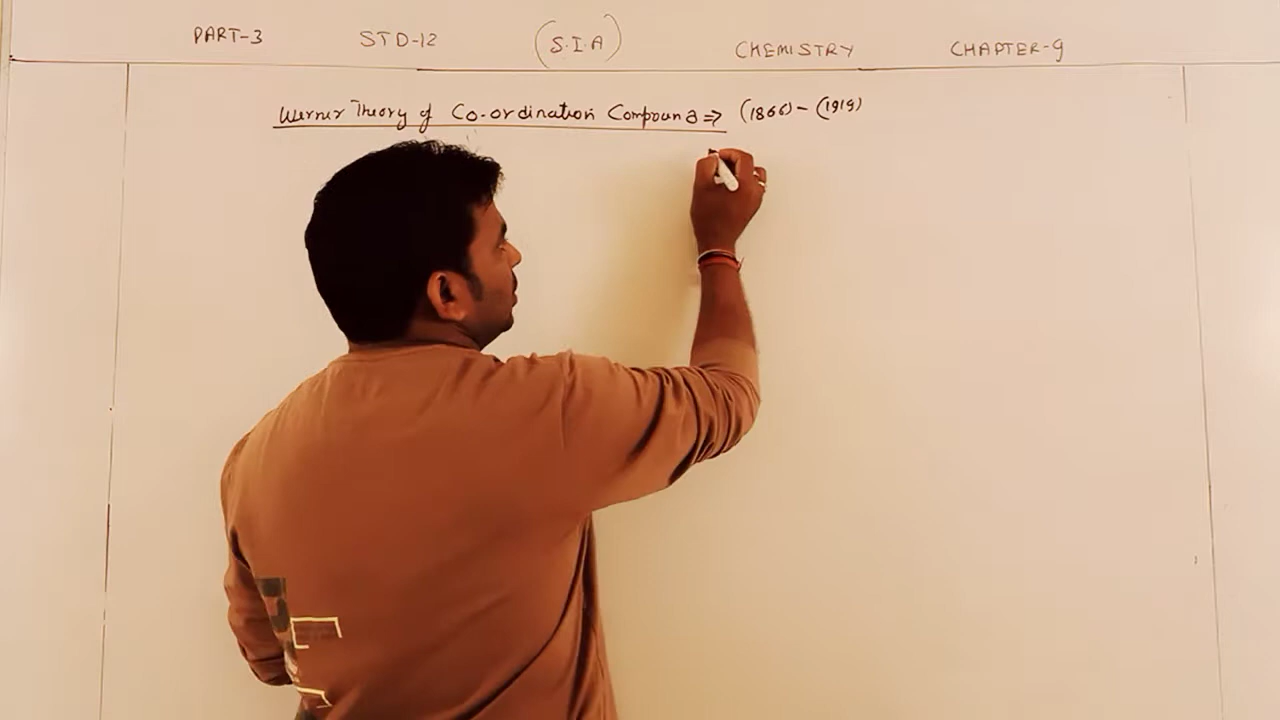 PART-3 STD-12 (S.I.A) CHEMISTRY CHAPTER-9
Werner Theory of Co-ordination Compound ⇒ (1866) - (1919)